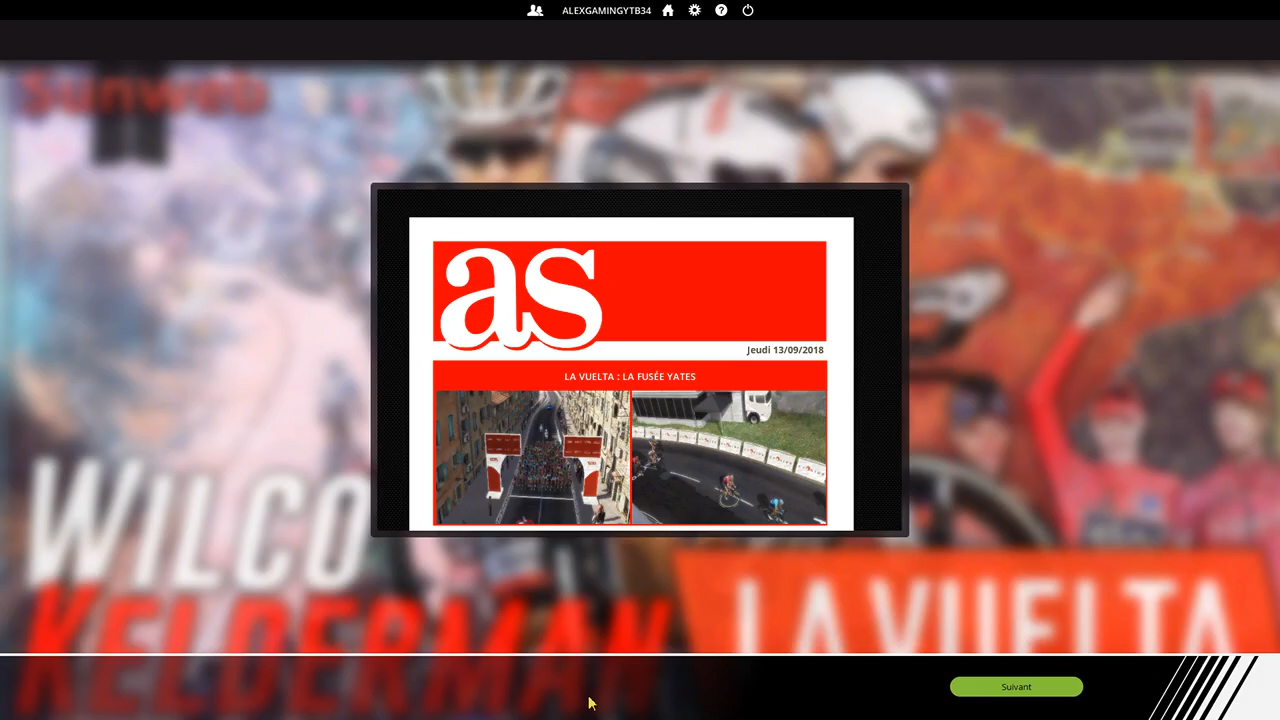 ALEXGAMINGYTB34
Sunweb
as
Jeudi 13/09/2018
LA VUELTA : LA FUSÉE YATES
WILCO
KELDERMAN
LA VUELTA
Suivant